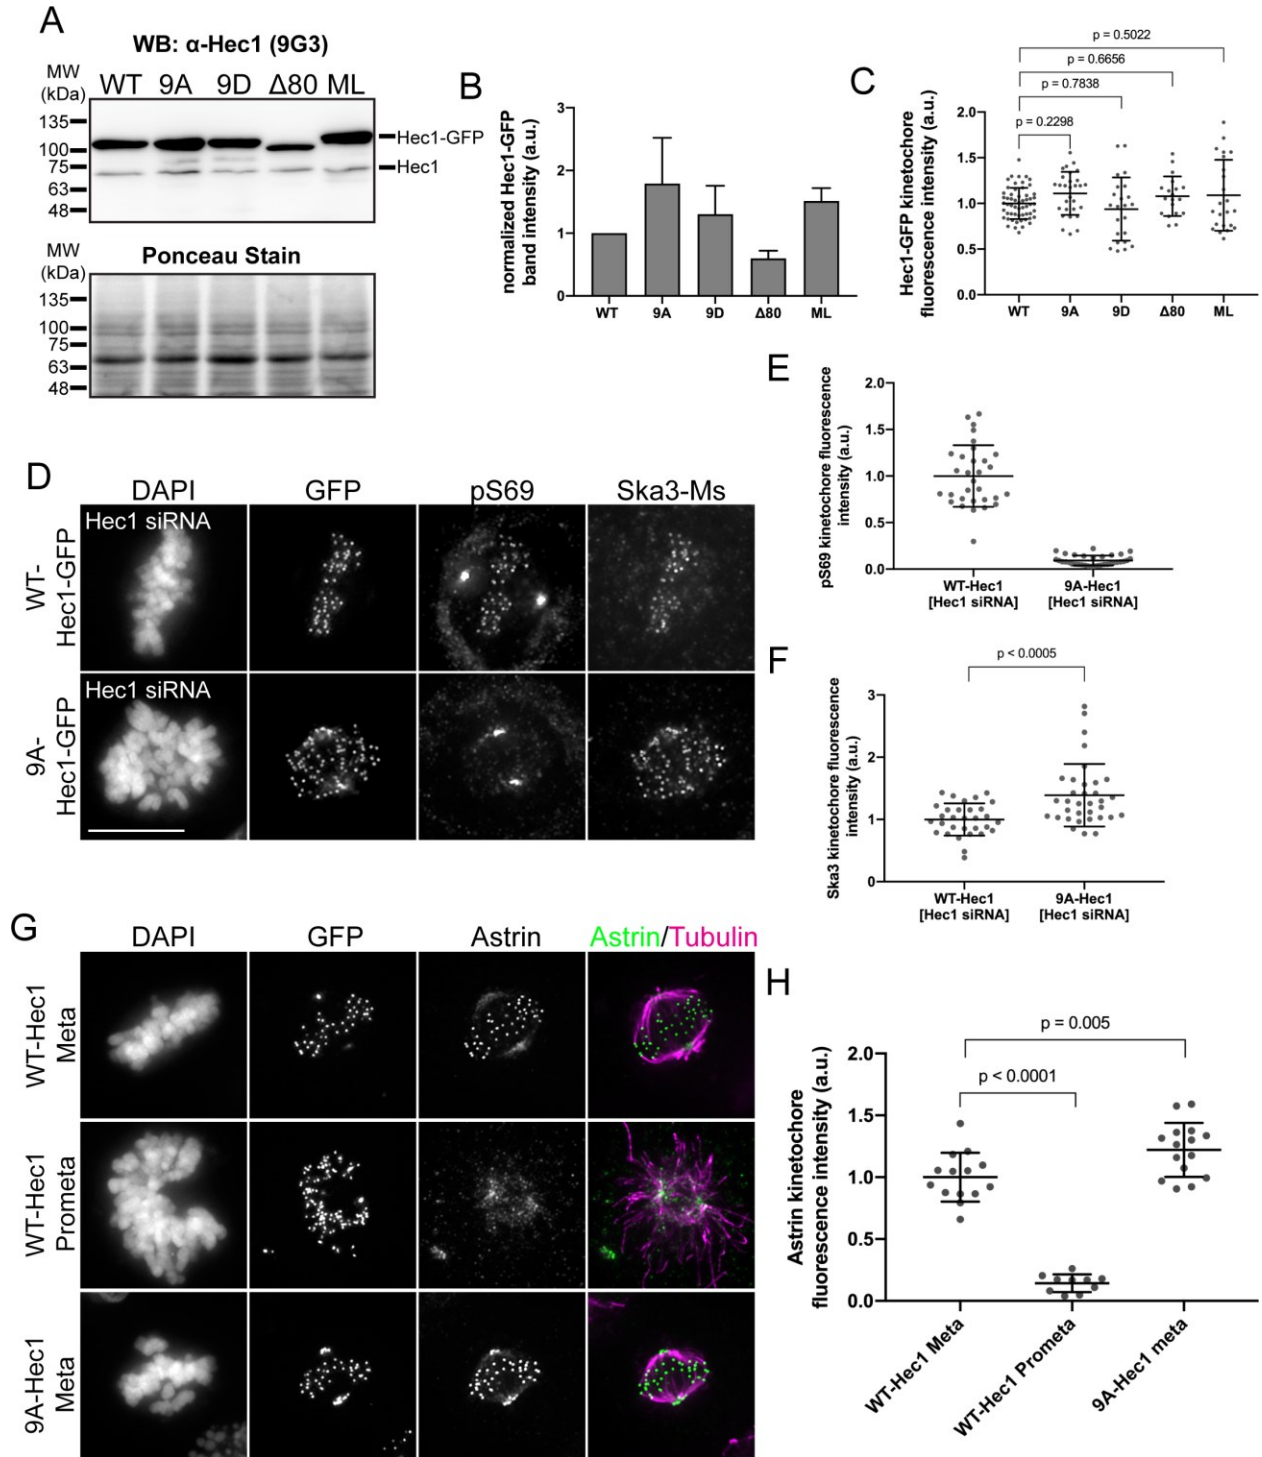 A
WB: α-Hec1 (9G3)
MW
(kDa)
WT 9A 9D Δ80 ML
135
100
75
63
48
Hec1-GFP
Hec1
Ponceau Stain
MW
(kDa)
135
100
75
63
48
B
normalized Hec1-GFP
band intensity (a.u.)
3
2
1
0
WT 9A 9D Δ80 ML
C
Hec1-GFP kinetochore
fluorescence intensity (a.u.)
p = 0.5022
p = 0.6656
p = 0.7838
p = 0.2298
2.0
1.5
1.0
0.5
0.0
WT 9A 9D Δ80 ML
D
DAPI GFP pS69 Ska3-Ms
WT-
Hec1-GFP
Hec1 siRNA
9A-
Hec1-GFP
Hec1 siRNA
E
pS69 kinetochore fluorescence
intensity (a.u.)
2.0
1.5
1.0
0.5
0.0
WT-Hec1 9A-Hec1
[Hec1 siRNA] [Hec1 siRNA]
F
Ska3 kinetochore fluorescence
intensity (a.u.)
p < 0.0005
3
2
1
0
WT-Hec1 9A-Hec1
[Hec1 siRNA] [Hec1 siRNA]
G
DAPI GFP Astrin Astrin/Tubulin
WT-Hec1
Meta
WT-Hec1
Prometa
9A-Hec1
Meta
H
Astrin kinetochore
fluorescence intensity (a.u.)
p = 0.005
p < 0.0001
2.0
1.5
1.0
0.5
0.0
WT-Hec1 Meta
WT-Hec1 Prometa
9A-Hec1 meta